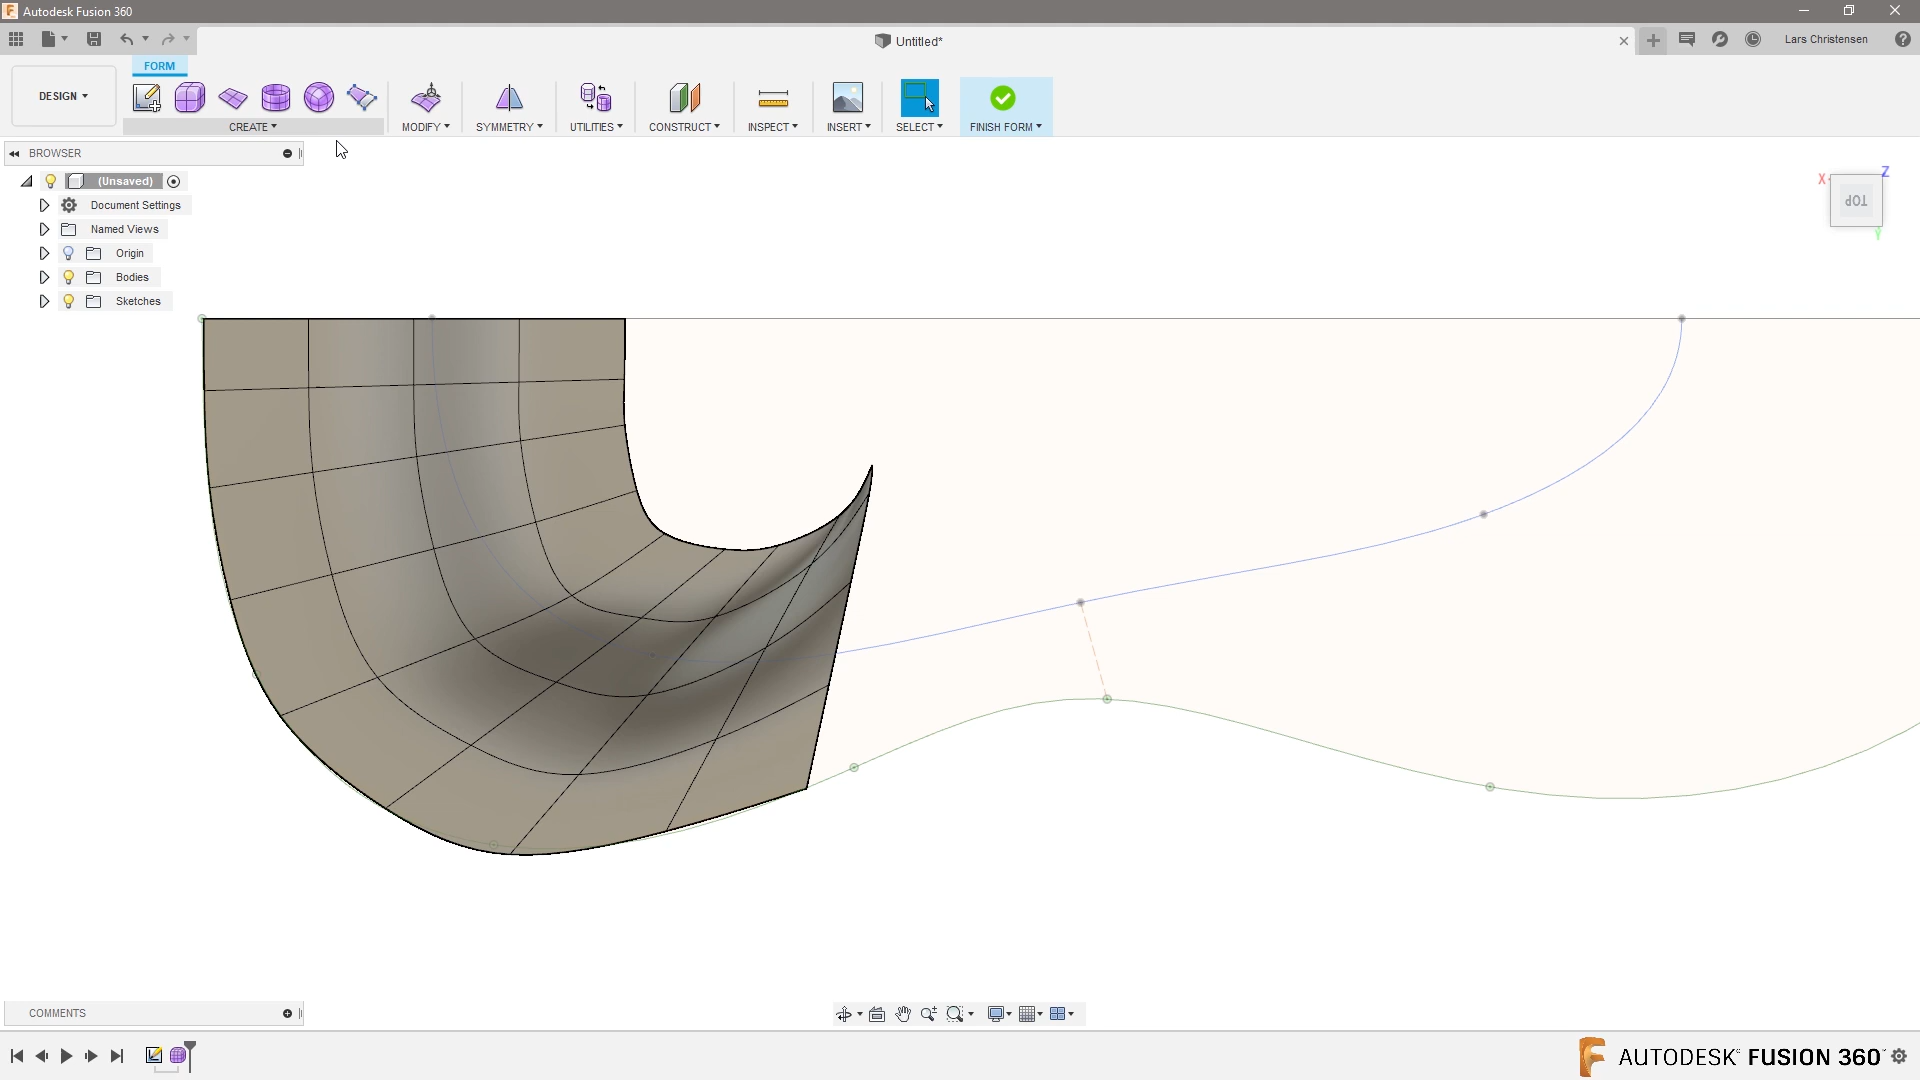 Autodesk Fusion 360
Untitled*
Lars Christensen
FORM
DESIGN
CREATE
MODIFY
SYMMETRY
UTILITIES
CONSTRUCT
INSPECT
INSERT
SELECT
FINISH FORM
BROWSER
(Unsaved)
Document Settings
Named Views
Origin
Bodies
Sketches
X
Z
TOP
Y
COMMENTS
AUTODESK FUSION 360